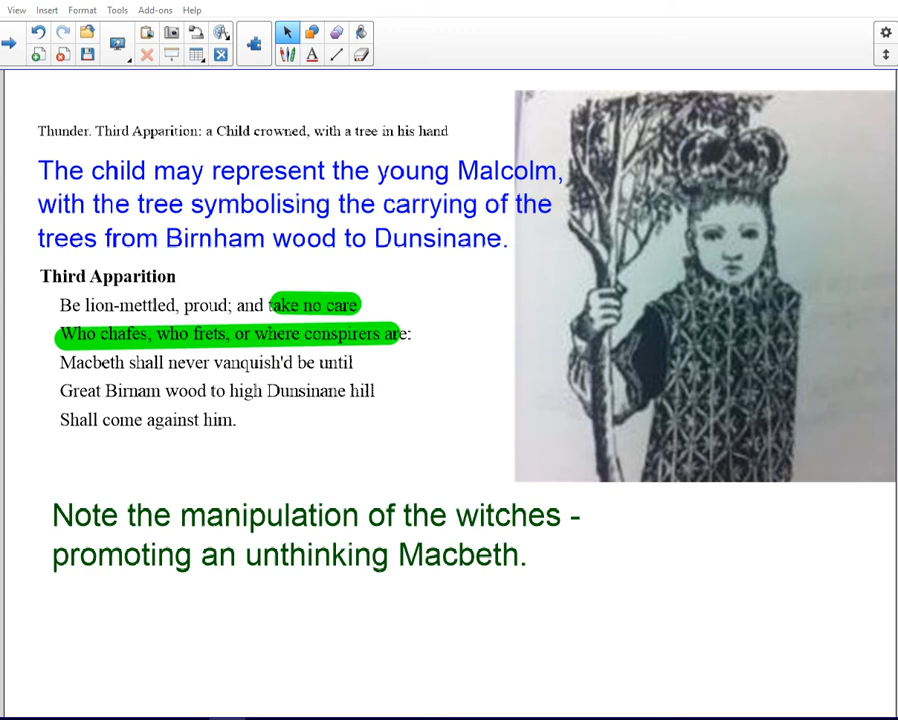 View Insert Format Tools Add-ons Help
Thunder. Third Apparition: a Child crowned, with a tree in his hand
The child may represent the young Malcolm,
with the tree symbolising the carrying of the
trees from Birnham wood to Dunsinane.
Third Apparition
Be lion-mettled, proud; and take no care
Who chafes, who frets, or where conspirers are:
Macbeth shall never vanquish'd be until
Great Birnam wood to high Dunsinane hill
Shall come against him.
Note the manipulation of the witches -
promoting an unthinking Macbeth.